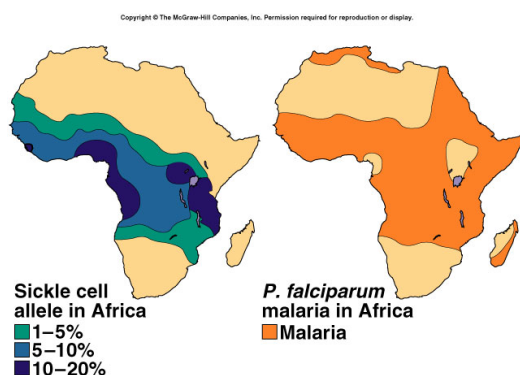 Copyright © The McGraw-Hill Companies, Inc. Permission required for reproduction or display.
Sickle cell
allele in Africa
1–5%
5–10%
10–20%
P. falciparum
malaria in Africa
Malaria